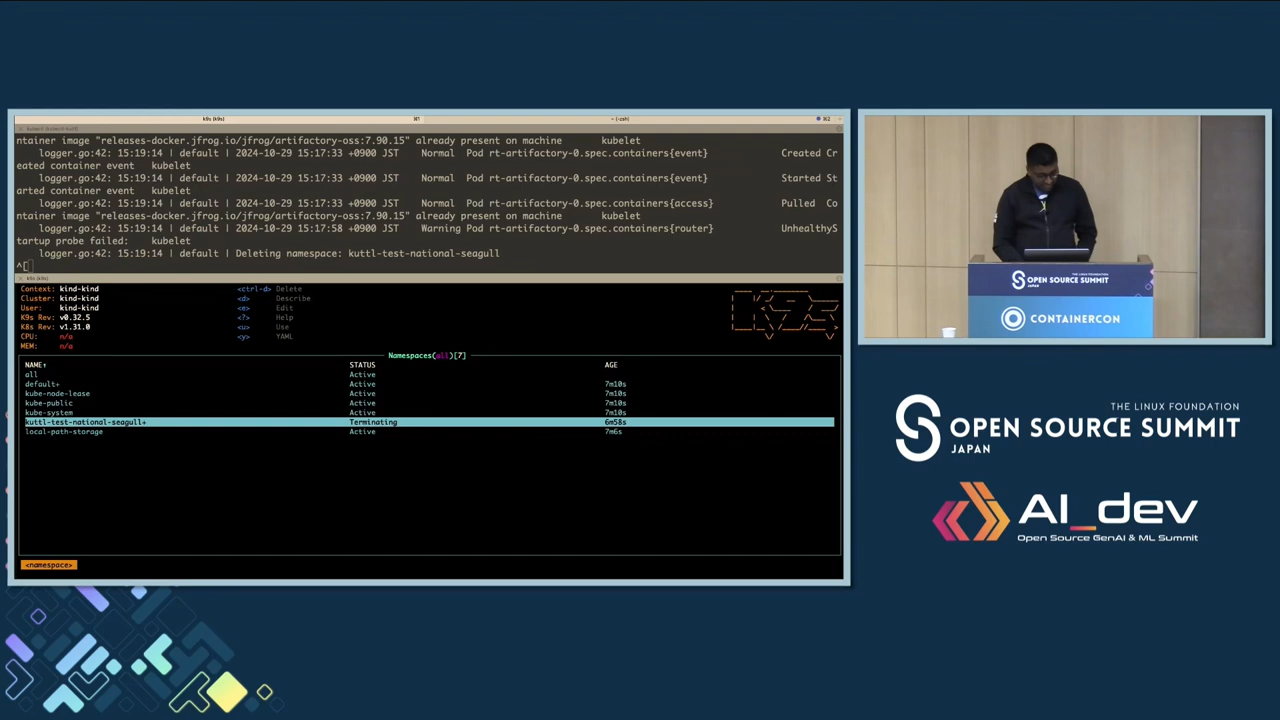 k9s (k9s)
⌘1
~ (-zsh)
⌘2
ntainer image "releases-docker.jfrog.io/jfrog/artifactory-oss:7.90.15" already present on machine kubelet
logger.go:42: 15:19:14 | default | 2024-10-29 15:17:33 +0900 JST Normal Pod rt-artifactory-0.spec.containers{event} Created Cr
eated container event kubelet
logger.go:42: 15:19:14 | default | 2024-10-29 15:17:33 +0900 JST Normal Pod rt-artifactory-0.spec.containers{event} Started St
arted container event kubelet
logger.go:42: 15:19:14 | default | 2024-10-29 15:17:33 +0900 JST Normal Pod rt-artifactory-0.spec.containers{access} Pulled Co
ntainer image "releases-docker.jfrog.io/jfrog/artifactory-oss:7.90.15" already present on machine kubelet
logger.go:42: 15:19:14 | default | 2024-10-29 15:17:58 +0900 JST Warning Pod rt-artifactory-0.spec.containers{router} UnhealthyS
tartup probe failed: kubelet
logger.go:42: 15:19:14 | default | Deleting namespace: kuttl-test-national-seagull
^[
k9s (k9s)
Context: kind-kind <ctrl-d> Delete
Cluster: kind-kind <d> Describe
User: kind-kind <e> Edit
K9s Rev: v0.32.5 <?> Help
K8s Rev: v1.31.0 <u> Use
CPU: n/a <y> YAML
MEM: n/a
K9s
Namespaces(all)[7]
NAME↑ STATUS AGE
all Active
default+ Active 7m10s
kube-node-lease Active 7m10s
kube-public Active 7m10s
kube-system Active 7m10s
kuttl-test-national-seagull+ Terminating 6m58s
local-path-storage Active 7m6s
<namespace>
THE LINUX FOUNDATION
OPEN SOURCE SUMMIT
JAPAN
CONTAINERCON
THE LINUX FOUNDATION
OPEN SOURCE SUMMIT
JAPAN
AI_dev
Open Source GenAI & ML Summit